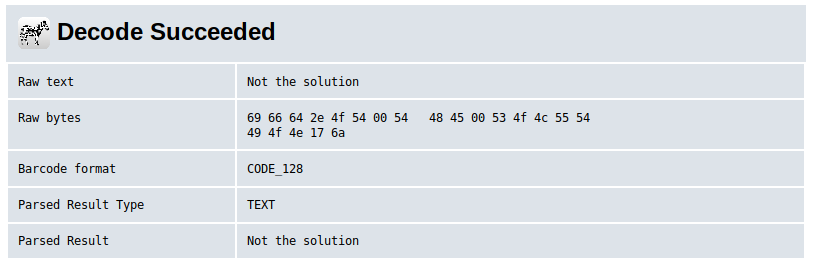 Decode Succeeded
Raw text Not the solution
Raw bytes 69 66 64 2e 4f 54 00 54 48 45 00 53 4f 4c 55 54
49 4f 4e 17 6a
Barcode format CODE_128
Parsed Result Type TEXT
Parsed Result Not the solution